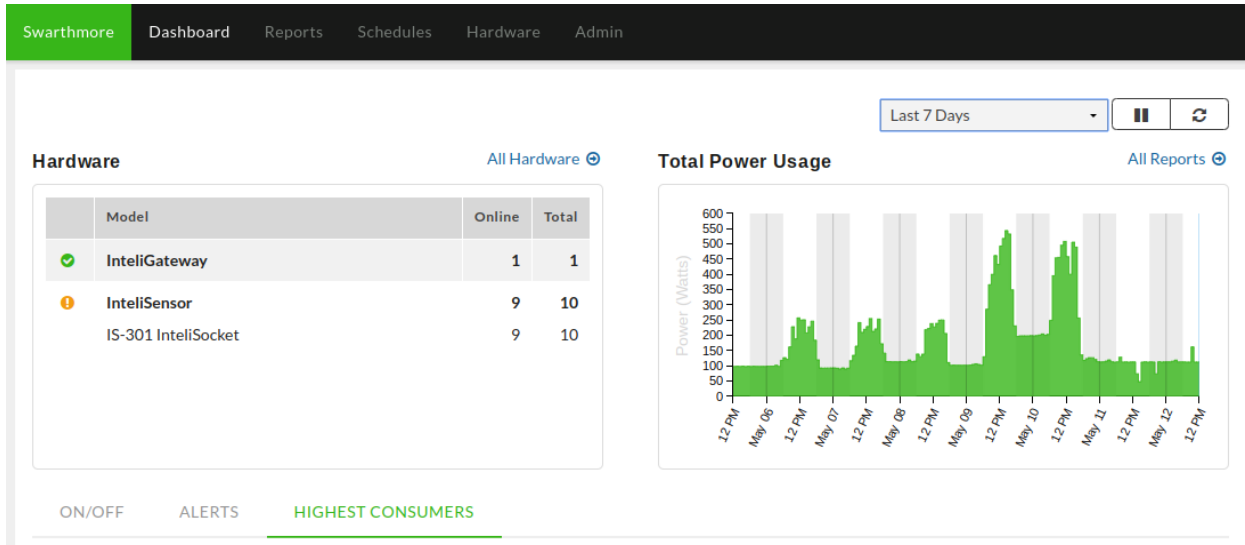 Swarthmore Dashboard Reports Schedules Hardware Admin
Last 7 Days
Hardware All Hardware
Model Online Total
InteliGateway 1 1
InteliSensor 9 10
IS-301 InteliSocket 9 10
Total Power Usage All Reports
Power (Watts)
600
550
500
450
400
350
300
250
200
150
100
50
0
12 PM May 06 12 PM May 07 12 PM May 08 12 PM May 09 12 PM May 10 12 PM May 11 12 PM May 12 12 PM
ON/OFF ALERTS HIGHEST CONSUMERS